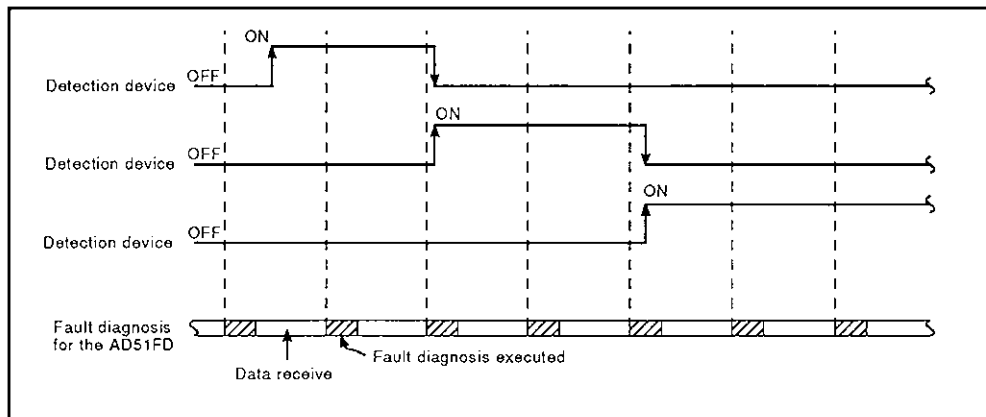 ON
OFF
Detection device
ON
OFF
Detection device
ON
OFF
Detection device
Fault diagnosis
for the AD51FD
Fault diagnosis executed
Data receive